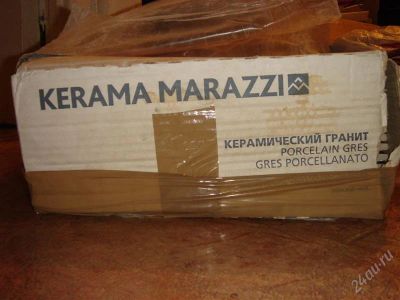 KERAMA MARAZZI
КЕРАМИЧЕСКИЙ ГРАНИТ
PORCELAIN GRES
GRES PORCELLANATO
24au.ru